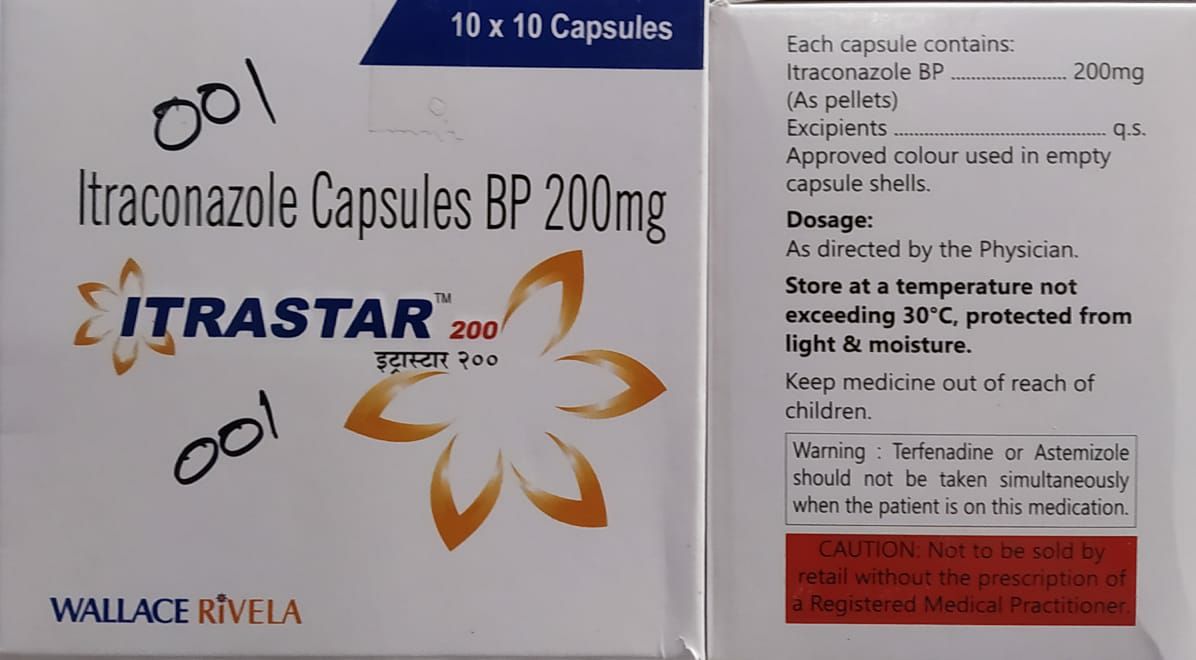 10 x 10 Capsules
001
Itraconazole Capsules BP 200mg
ITRASTAR™ 200
इट्रास्टार २००
001
WALLACE RIVELA
Each capsule contains:
Itraconazole BP ...................... 200mg
(As pellets)
Excipients ........................................ q.s.
Approved colour used in empty
capsule shells.
Dosage:
As directed by the Physician.
Store at a temperature not
exceeding 30°C, protected from
light & moisture.
Keep medicine out of reach of
children.
Warning : Terfenadine or Astemizole
should not be taken simultaneously
when the patient is on this medication.
CAUTION: Not to be sold by
retail without the prescription of
a Registered Medical Practitioner.